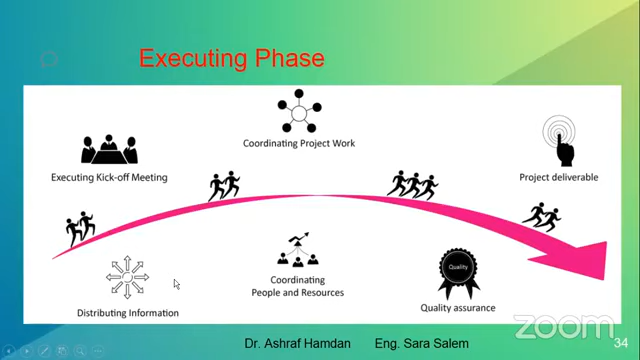 Executing Phase
Coordinating Project Work
Executing Kick-off Meeting
Project deliverable
Distributing Information
Coordinating
People and Resources
Quality
Quality assurance
Dr. Ashraf Hamdan Eng. Sara Salem
zoom
34